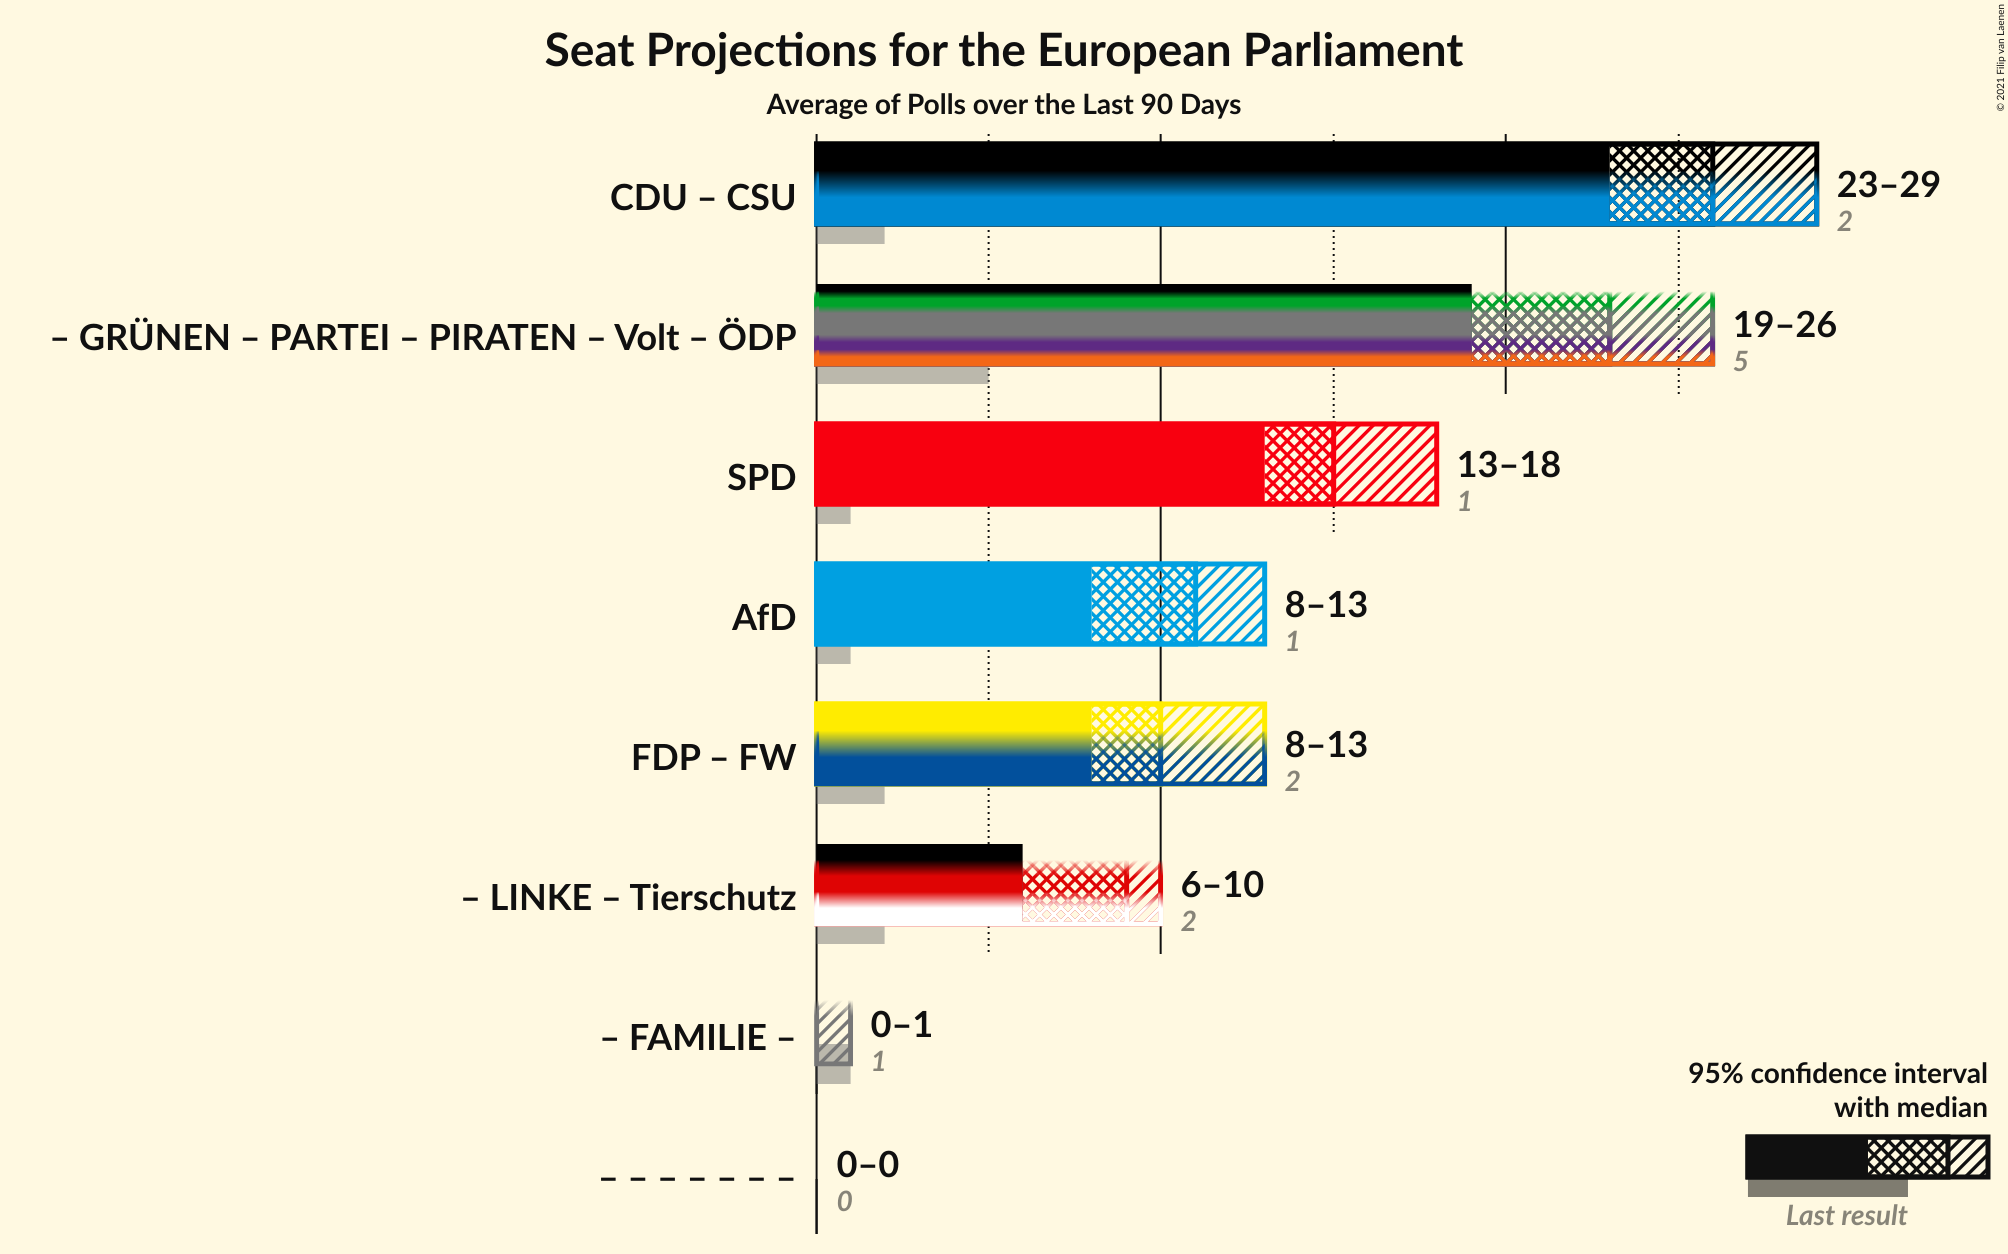 Seat Projections for the European Parliament
Average of Polls over the Last 90 Days
© 2021 Filip van Laenen
CDU – CSU
23–29
2
– GRÜNEN – PARTEI – PIRATEN – Volt – ÖDP
19–26
5
SPD
13–18
1
AfD
8–13
1
FDP – FW
8–13
2
– LINKE – Tierschutz
6–10
2
– FAMILIE –
0–1
1
– – – – – – –
0–0
0
95% confidence interval
with median
Last result